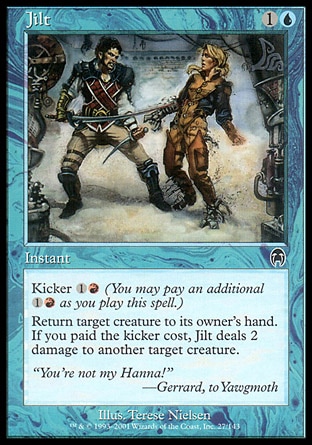 Jilt 1
Instant
Kicker 1 (You may pay an additional
1 as you play this spell.)
Return target creature to its owner's hand.
If you paid the kicker cost, Jilt deals 2
damage to another target creature.
"You're not my Hanna!"
—Gerrard, to Yawgmoth
Illus. Terese Nielsen
™ & © 1993-2001 Wizards of the Coast, Inc. 27/143